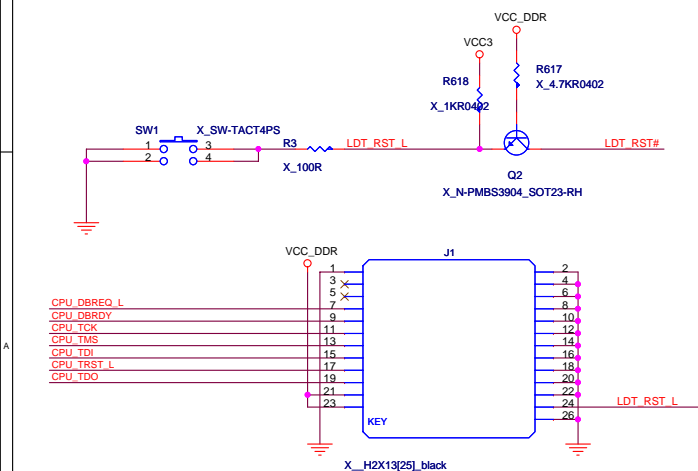 VCC_DDR
VCC3
R618
R617
X_4.7KR0402
X_1KR0402
SW1
X_SW-TACT4PS
1
2
3
4
R3
LDT_RST_L
LDT_RST#
X_100R
Q2
X_N-PMBS3904_SOT23-RH
VCC_DDR
J1
1
3
5
7
9
11
13
15
17
19
21
23
2
4
6
8
10
12
14
16
18
20
22
24
26
CPU_DBREQ_L
CPU_DBRDY
CPU_TCK
CPU_TMS
CPU_TDI
CPU_TRST_L
CPU_TDO
LDT_RST_L
KEY
A
X__H2X13[25]_black